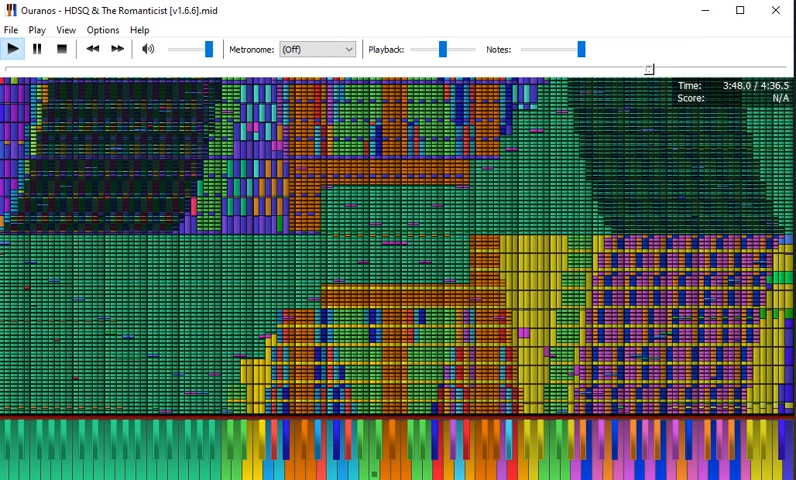 Ouranos - HDSQ & The Romanticist [v1.6.6].mid
File Play View Options Help
Metronome: (Off) Playback: Notes:
Time: 3:48.0 / 4:36.5
Score: N/A